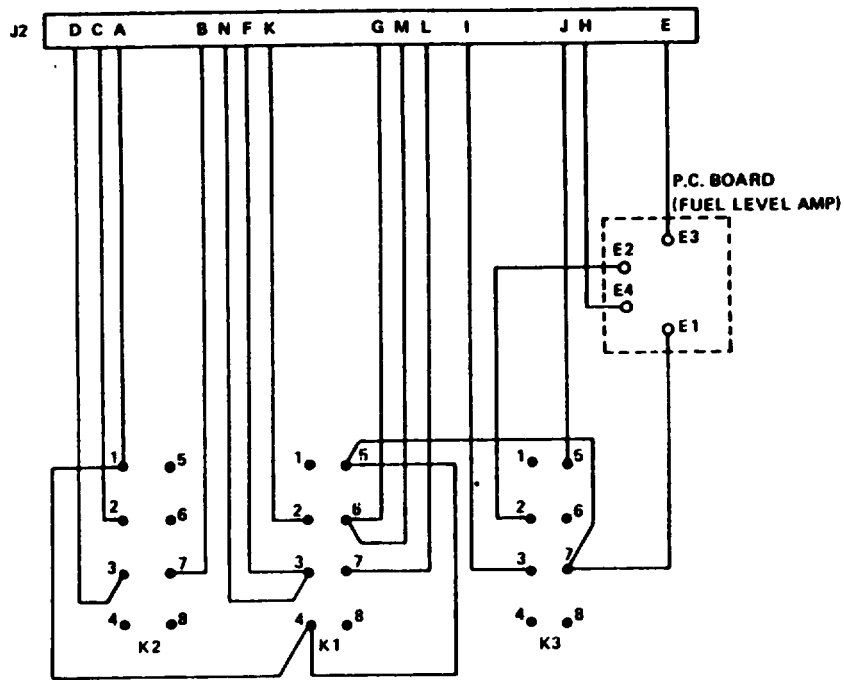 J2 D C A B N F K G M L I J H E
P.C. BOARD
(FUEL LEVEL AMP)
E2 E3
E4
E1
1 5 1 5 1 5
2 6 2 6 2 6
3 7 3 7 3 7
4 8 4 8 4 8
K2 K1 K3